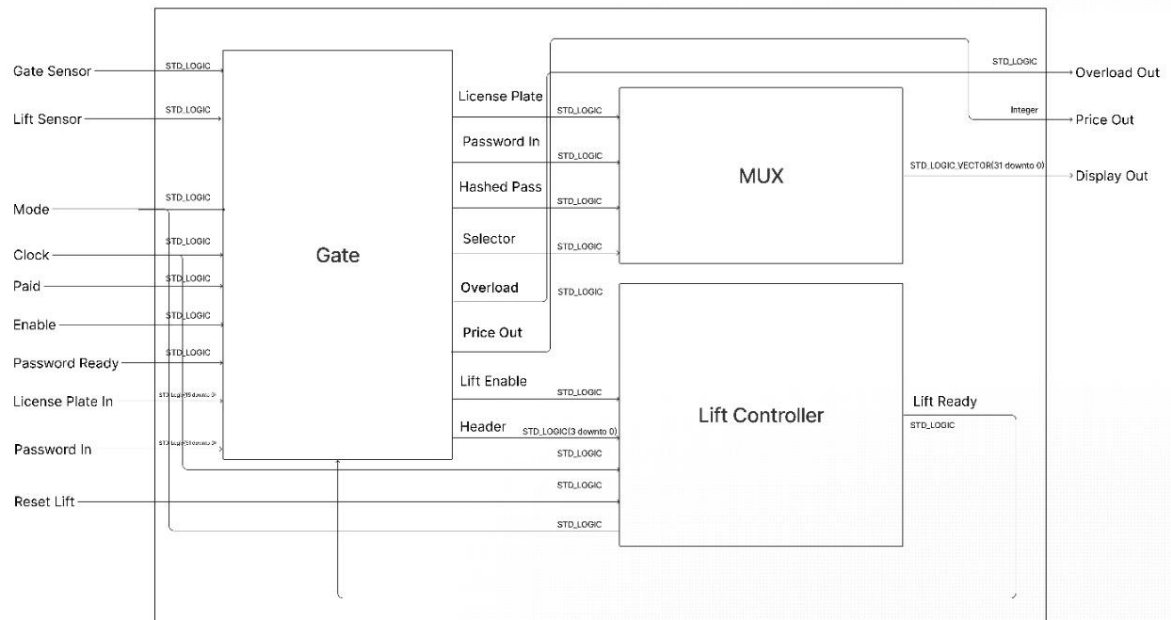 Gate Sensor
STD_LOGIC
Lift Sensor
STD_LOGIC
Mode
STD_LOGIC
Clock
STD_LOGIC
Paid
STD_LOGIC
Enable
STD_LOGIC
Password Ready
STD_LOGIC
License Plate In
Password In
Reset Lift
Gate
License Plate
STD_LOGIC
Password In
STD_LOGIC
Hashed Pass
STD_LOGIC
Selector
STD_LOGIC
Overload
STD_LOGIC
Price Out
Lift Enable
STD_LOGIC
Header
STD_LOGIC(3 downto 0)
STD_LOGIC
STD_LOGIC
STD_LOGIC
MUX
Lift Controller
Lift Ready
STD_LOGIC
STD_LOGIC
Overload Out
Integer
Price Out
STD_LOGIC_VECTOR(31 downto 0)
Display Out